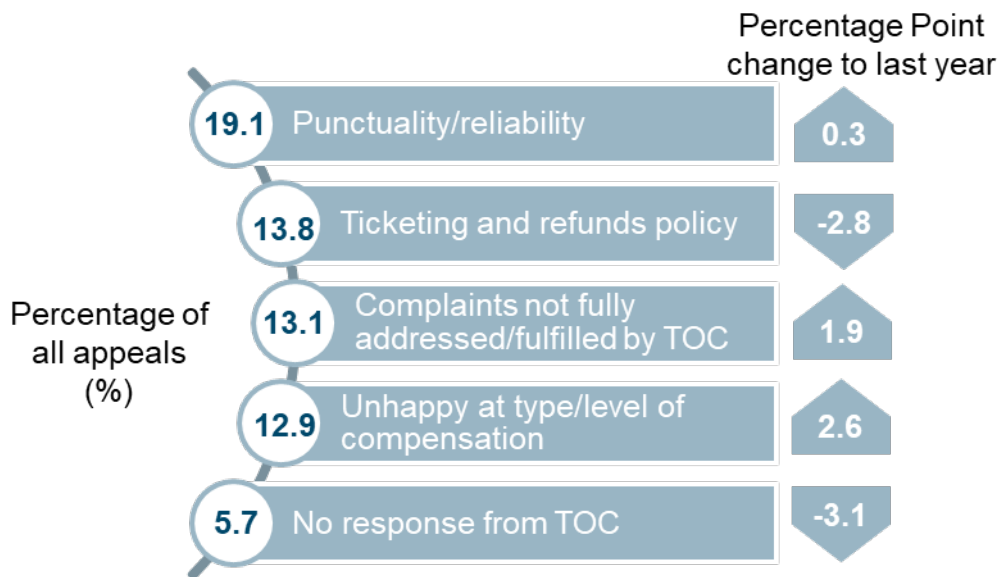 Percentage Point
change to last year
19.1 Punctuality/reliability 0.3
13.8 Ticketing and refunds policy -2.8
Percentage of
all appeals
(%)
13.1 Complaints not fully
addressed/fulfilled by TOC 1.9
12.9 Unhappy at type/level of
compensation 2.6
5.7 No response from TOC -3.1